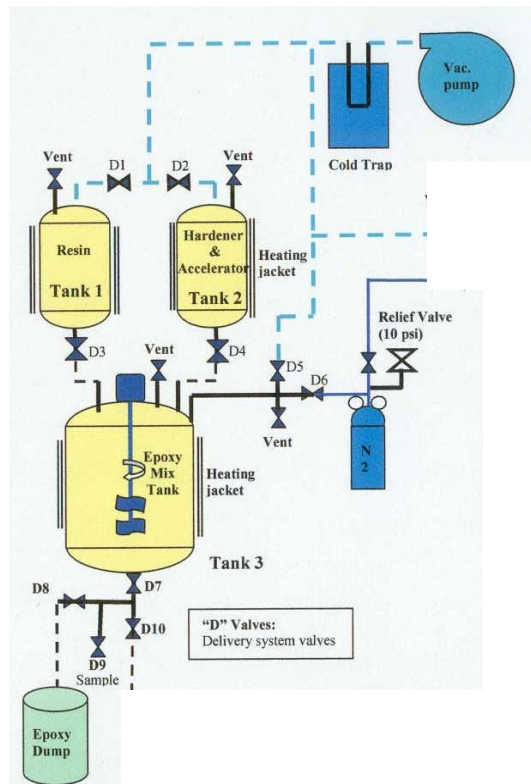 Vac.
pump
Cold Trap
Vent
D1
D2
Vent
Resin
Tank 1
Hardener
&
Accelerator
Tank 2
Heating
jacket
Relief Valve
(10 psi)
D3
Vent
D4
D5
D6
Vent
N
2
Epoxy
Mix
Tank
Heating
jacket
Tank 3
D7
D8
D10
D9
Sample
"D" Valves:
Delivery system valves
Epoxy
Dump